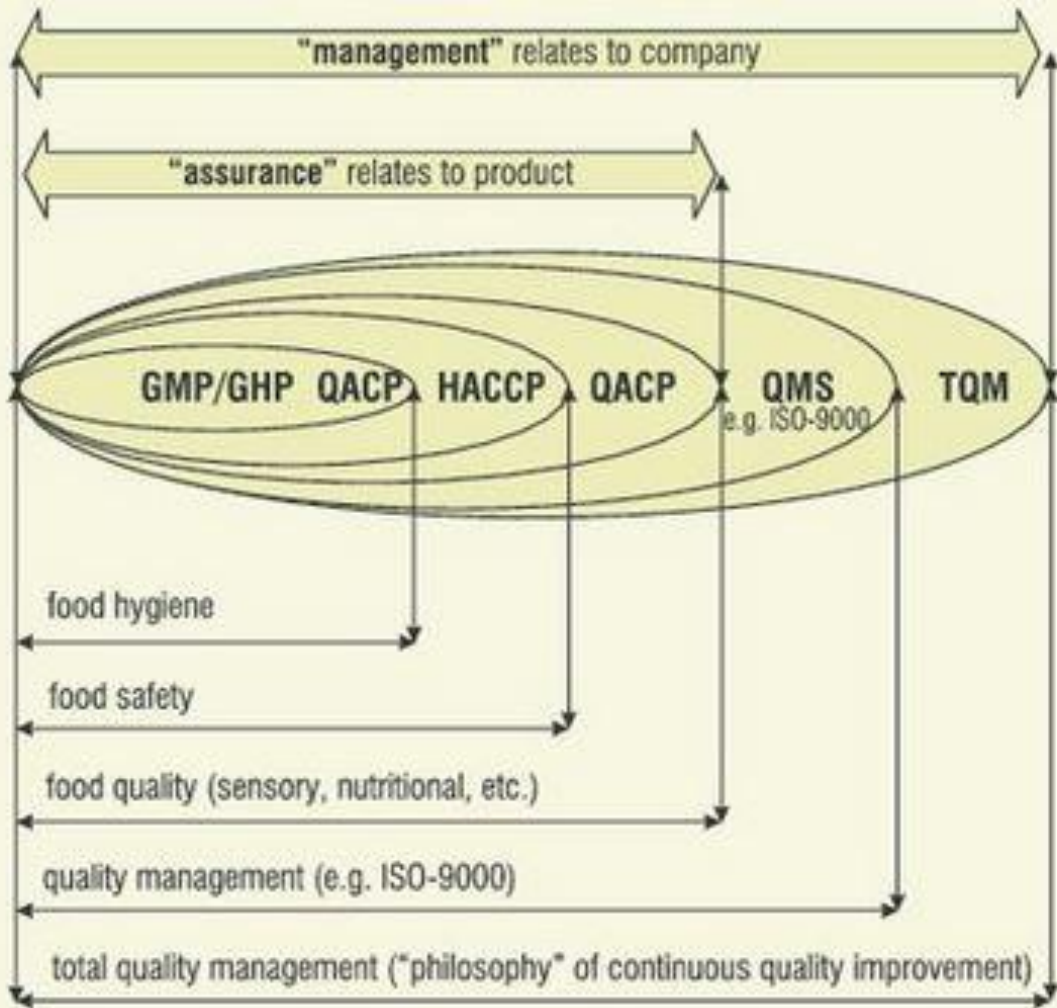 “management” relates to company
“assurance” relates to product
GMP/GHP QACP HACCP QACP QMS TQM
e.g. ISO-9000
food hygiene
food safety
food quality (sensory, nutritional, etc.)
quality management (e.g. ISO-9000)
total quality management (“philosophy” of continuous quality improvement)